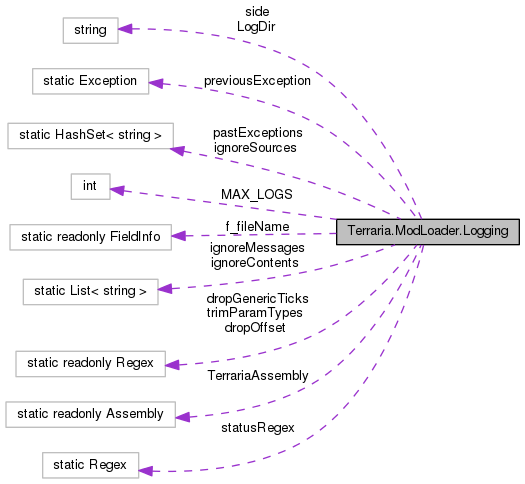 side
LogDir
string
previousException
static Exception
pastExceptions
ignoreSources
static HashSet< string >
MAX_LOGS
int
f_fileName
Terraria.ModLoader.Logging
static readonly FieldInfo
ignoreMessages
ignoreContents
static List< string >
dropGenericTicks
trimParamTypes
dropOffset
static readonly Regex
TerrariaAssembly
static readonly Assembly
statusRegex
static Regex